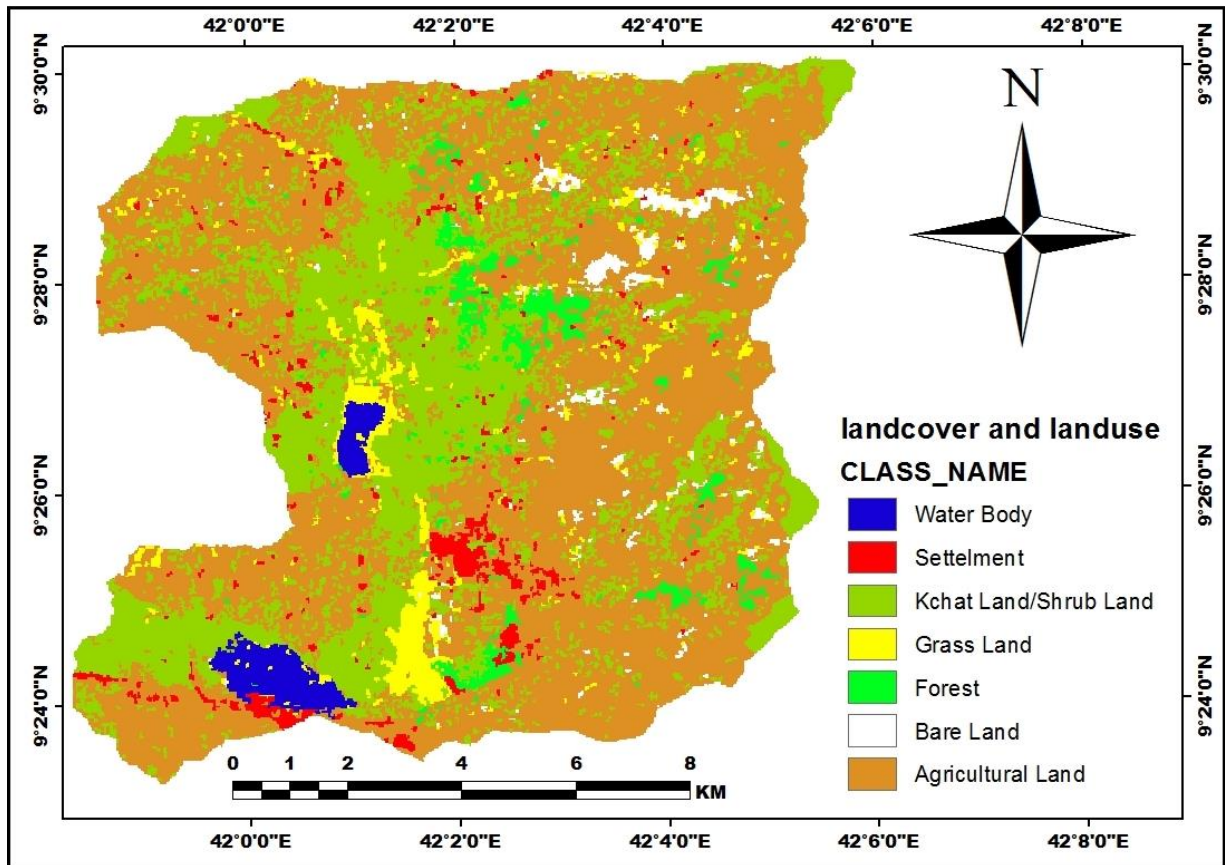 42°0'0"E 42°2'0"E 42°4'0"E 42°6'0"E 42°8'0"E
9°30'0"N
9°28'0"N
9°26'0"N
9°24'0"N
N
9°30'0"N
9°28'0"N
9°26'0"N
9°24'0"N
landcover and landuse
CLASS_NAME
Water Body
Settelment
Kchat Land/Shrub Land
Grass Land
Forest
Bare Land
Agricultural Land
0 1 2 4 6 8
KM
42°0'0"E 42°2'0"E 42°4'0"E 42°6'0"E 42°8'0"E